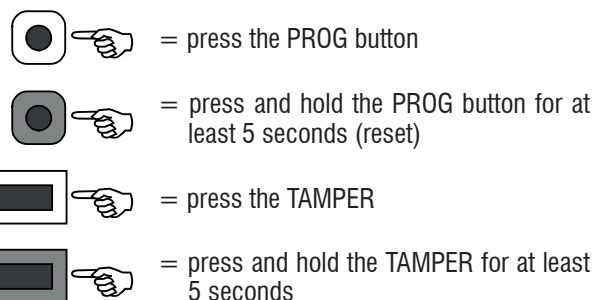 = press the PROG button
= press and hold the PROG button for at
least 5 seconds (reset)
= press the TAMPER
= press and hold the TAMPER for at least
5 seconds